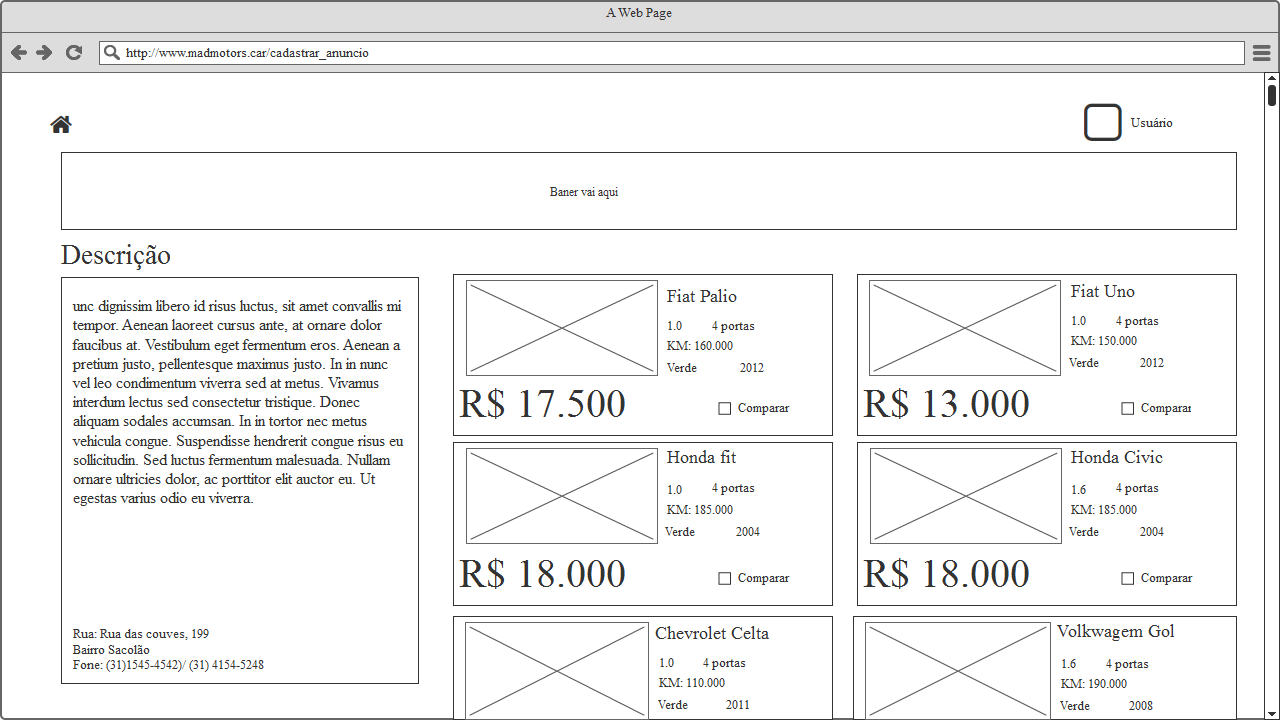 A Web Page
http://www.madmotors.car/cadastrar_anuncio
Usuário
Baner vai aqui
Descrição
unc dignissim libero id risus luctus, sit amet convallis mi
tempor. Aenean laoreet cursus ante, at ornare dolor
faucibus at. Vestibulum eget fermentum eros. Aenean a
pretium justo, pellentesque maximus justo. In in nunc
vel leo condimentum viverra sed at metus. Vivamus
interdum lectus sed consectetur tristique. Donec
aliquam sodales accumsan. In in tortor nec metus
vehicula congue. Suspendisse hendrerit congue risus eu
sollicitudin. Sed luctus fermentum malesuada. Nullam
ornare ultricies dolor, ac porttitor elit auctor eu. Ut
egestas varius odio eu viverra.
Rua: Rua das couves, 199
Bairro Sacolão
Fone: (31)1545-4542)/ (31) 4154-5248
Fiat Palio
1.0 4 portas
KM: 160.000
Verde 2012
R$ 17.500 Comparar
Fiat Uno
1.0 4 portas
KM: 150.000
Verde 2012
R$ 13.000 Comparar
Honda fit
1.0 4 portas
KM: 185.000
Verde 2004
R$ 18.000 Comparar
Honda Civic
1.6 4 portas
KM: 185.000
Verde 2004
R$ 18.000 Comparar
Chevrolet Celta
1.0 4 portas
KM: 110.000
Verde 2011
Volkwagem Gol
1.6 4 portas
KM: 190.000
Verde 2008